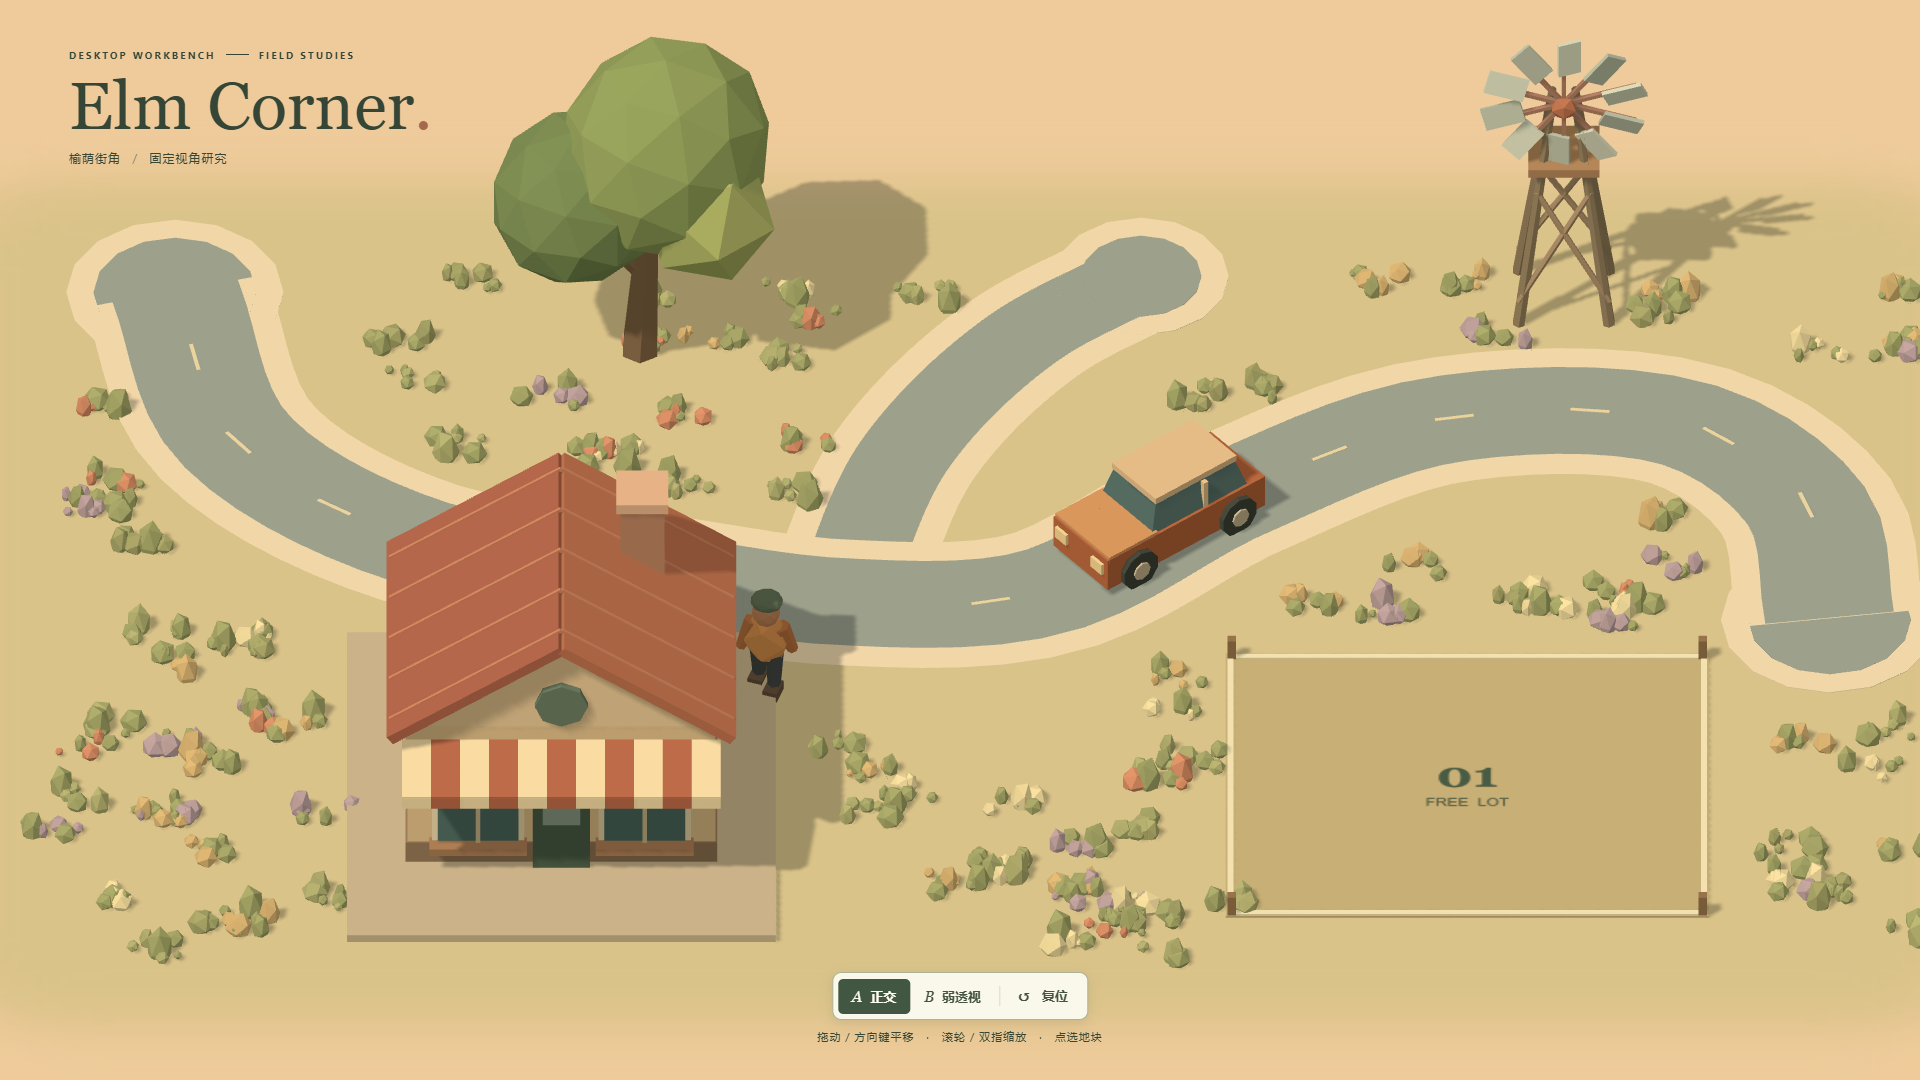 DESKTOP WORKBENCH — FIELD STUDIES
Elm Corner.
榆荫街角 / 固定视角研究
01
FREE LOT
A 正交 B 弱透视 ↺ 复位
拖动 / 方向键平移 · 滚轮 / 双指缩放 · 点选地块